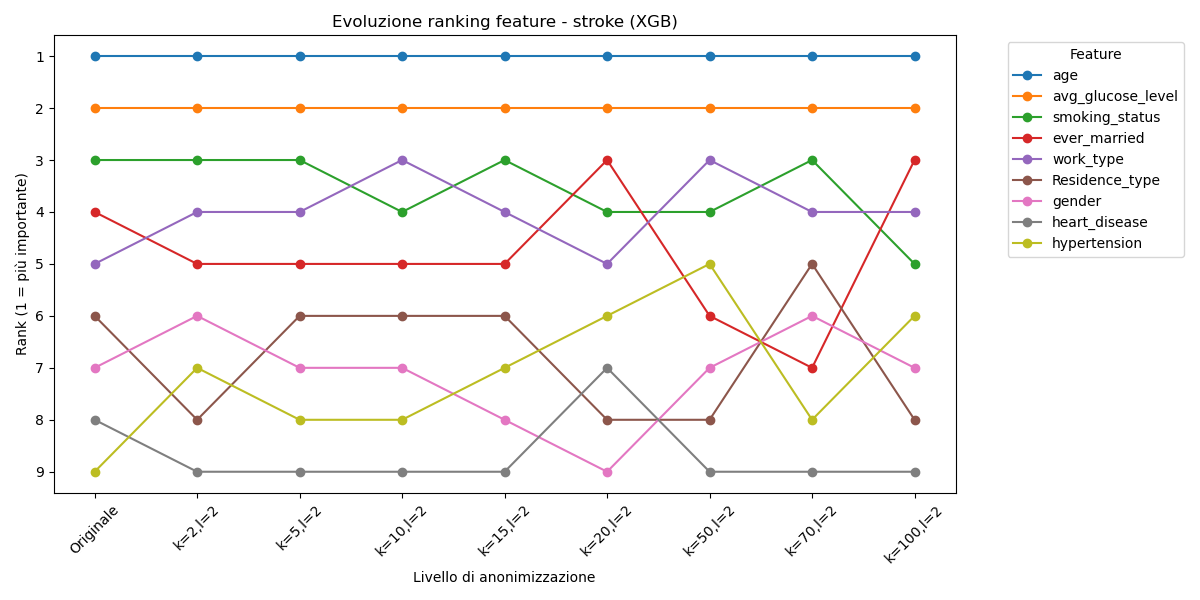 Evoluzione ranking feature - stroke (XGB)
Rank (1 = più importante)
1
2
3
4
5
6
7
8
9
Originale
k=2,l=2
k=5,l=2
k=10,l=2
k=15,l=2
k=20,l=2
k=50,l=2
k=70,l=2
k=100,l=2
Livello di anonimizzazione
Feature
age
avg_glucose_level
smoking_status
ever_married
work_type
Residence_type
gender
heart_disease
hypertension